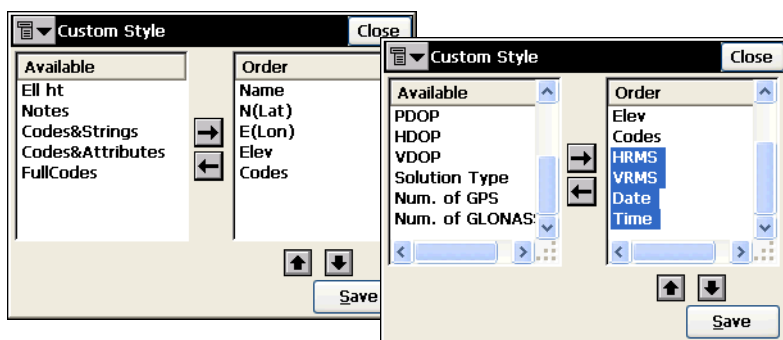 Custom Style
Close
Available
Ell ht
Notes
Codes&Strings
Codes&Attributes
FullCodes
Order
Name
N(Lat)
E(Lon)
Elev
Codes
Save
Custom Style
Close
Available
PDOP
HDOP
VDOP
Solution Type
Num. of GPS
Num. of GLONAS
Order
Elev
Codes
HRMS
VRMS
Date
Time
Save